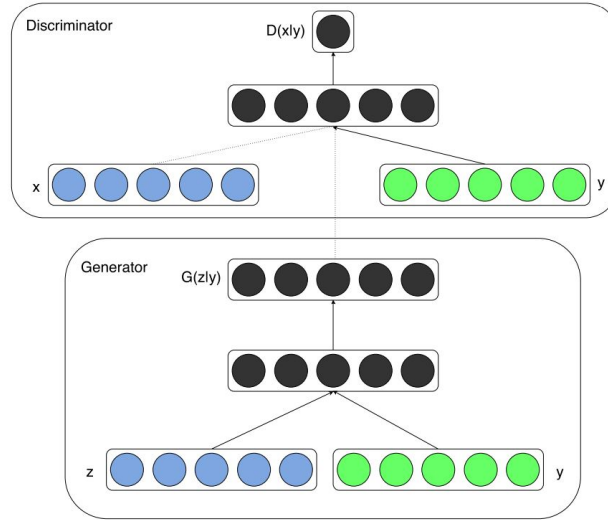 Discriminator
D(x|y)
x
y
Generator
G(z|y)
z
y